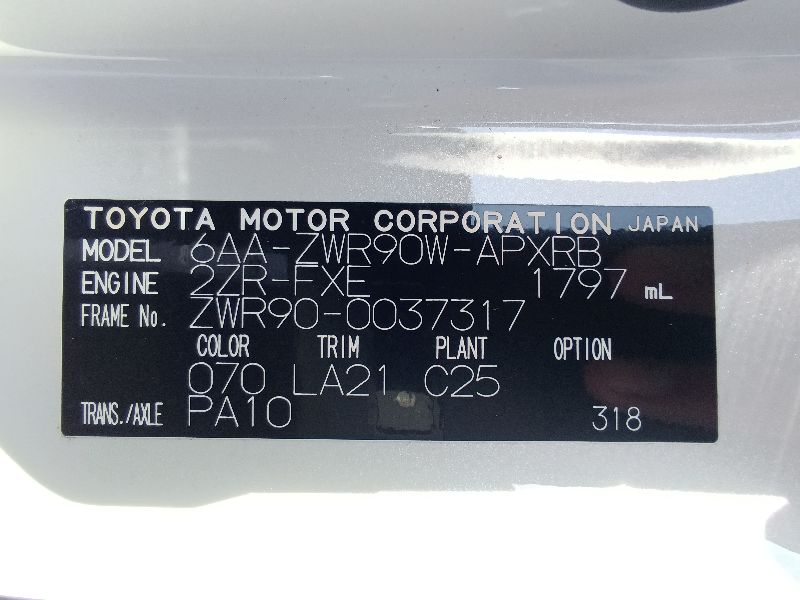 TOYOTA MOTOR CORPORATION JAPAN
MODEL 6AA-ZWR90W-APXRB
ENGINE 2ZR-FXE 1797 mL
FRAME No. ZWR90-0037317
COLOR TRIM PLANT OPTION
070 LA21 C25
TRANS./AXLE PA10 318